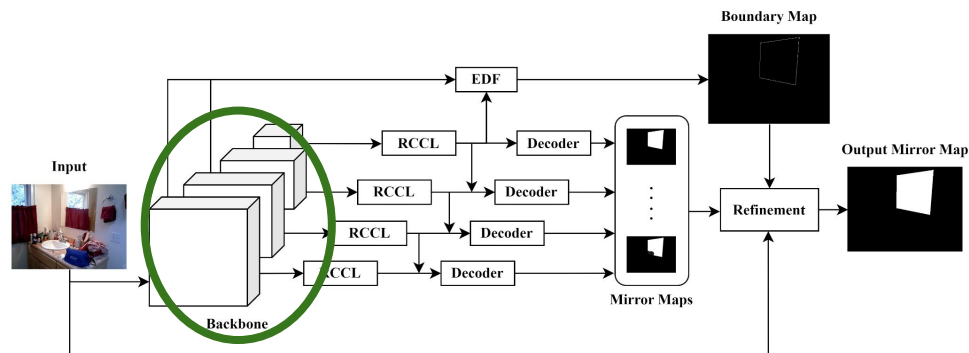 Boundary Map
EDF
RCCL
Decoder
Output Mirror Map
Input
RCCL
Decoder
Refinement
RCCL
Decoder
RCCL
Decoder
Mirror Maps
Backbone